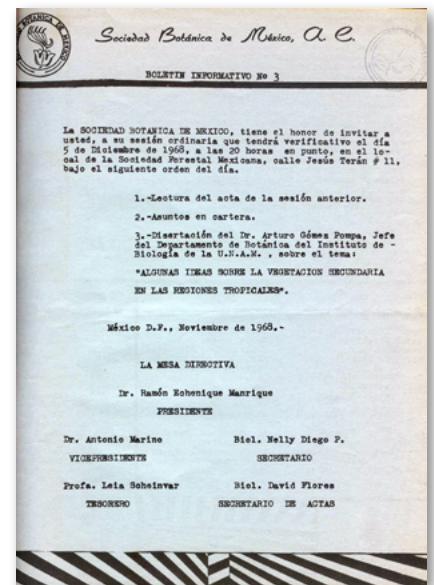 Sociedad Botánica de México, A. C.
BOLETIN INFORMATIVO No 3
La SOCIEDAD BOTANICA DE MEXICO, tiene el honor de invitar a
usted, a su sesión ordinaria que tendrá verificativo el día
5 de Diciembre de 1968, a las 20 horas en punto, en el lo-
cal de la Sociedad Forestal Mexicana, calle Jesús Terán # 11,
bajo el siguiente orden del día.
1.-Lectura del acta de la sesión anterior.
2.-Asuntos en cartera.
3.-Disertación del Dr. Arturo Gómez Pompa, Jefe
del Departamento de Botánica del Instituto de -
Biología de la U.N.A.M. , sobre el tema:
"ALGUNAS IDEAS SOBRE LA VEGETACION SECUNDARIA
EN LAS REGIONES TROPICALES".
México D.F., Noviembre de 1968.-
LA MESA DIRECTIVA
Dr. Ramón Echenique Manrique
PRESIDENTE
Dr. Antonio Marino Biol. Nelly Diego P.
VICEPRESIDENTE SECRETARIO
Profa. Leia Scheinvar Biol. David Flores
TESORERO SECRETARIO DE ACTAS